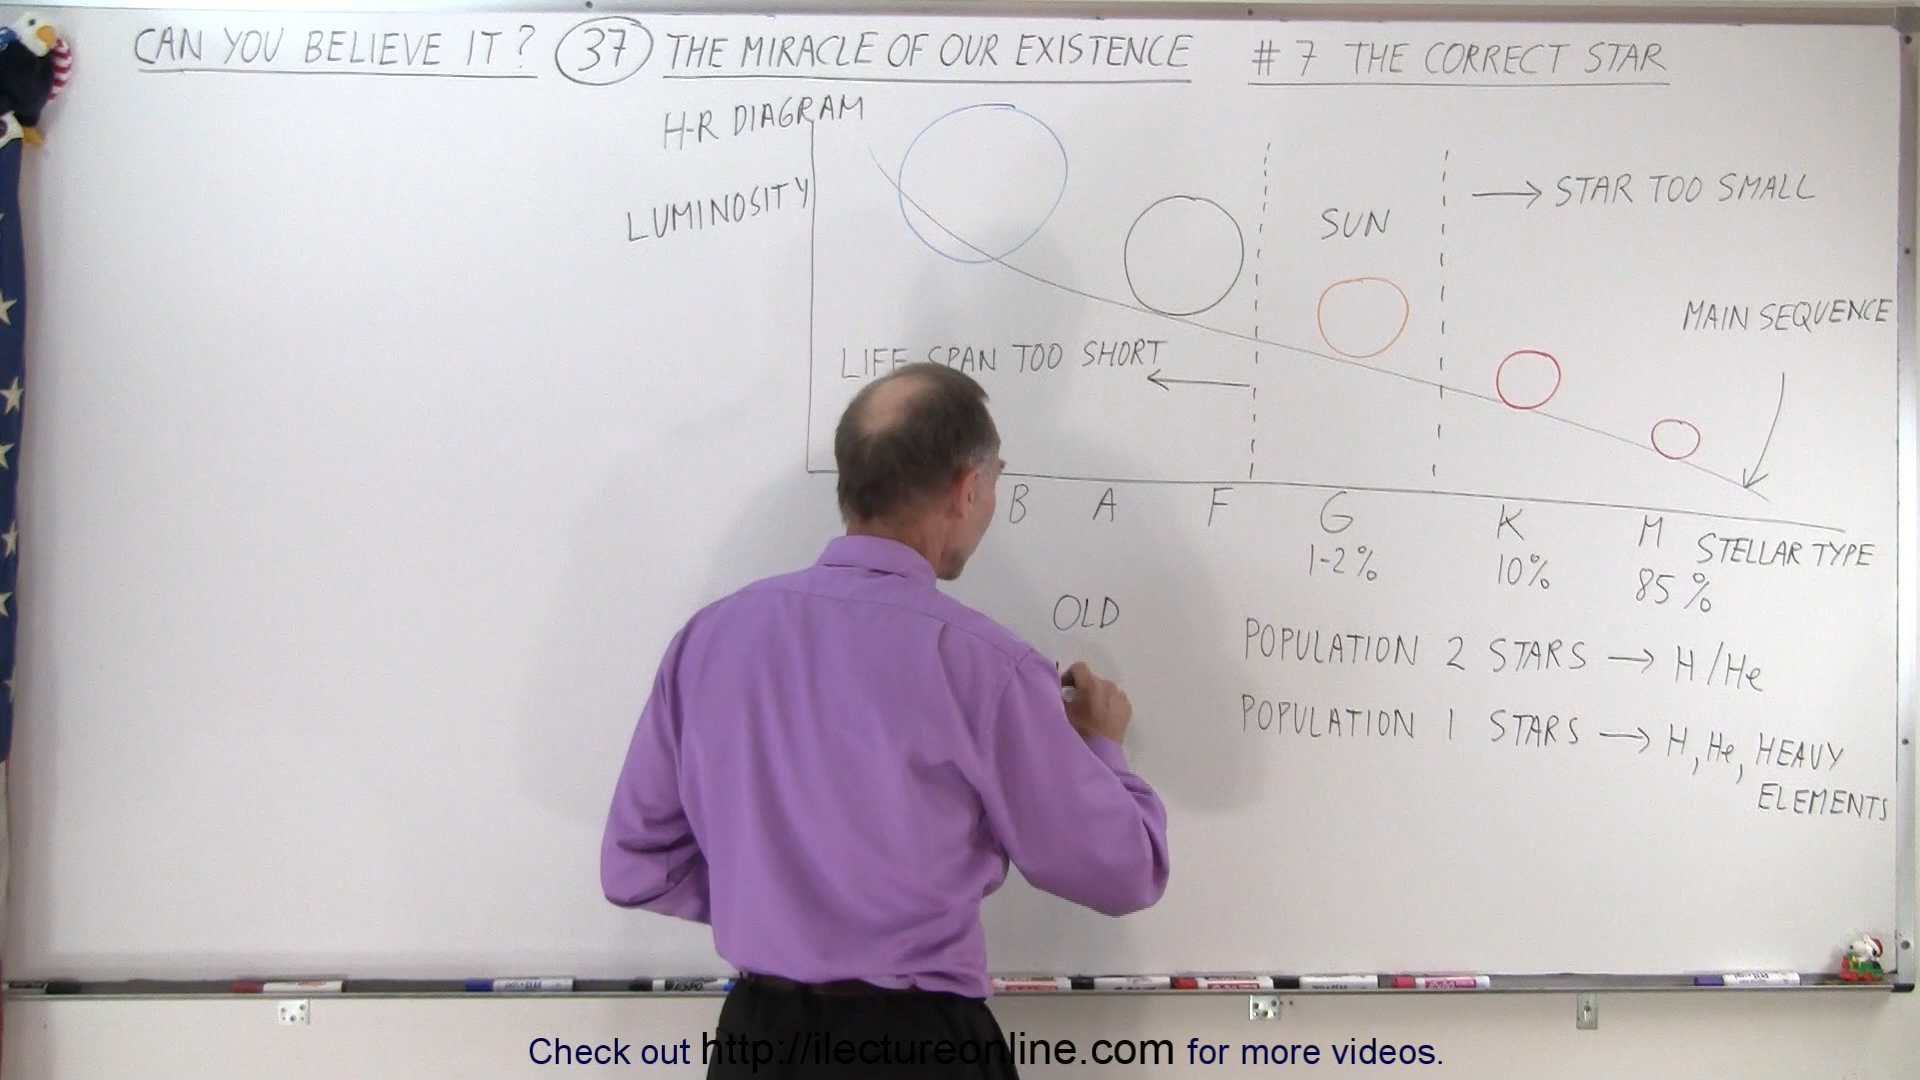 CAN YOU BELIEVE IT? 37 THE MIRACLE OF OUR EXISTENCE #7 THE CORRECT STAR
H-R DIAGRAM
LUMINOSITY
SUN
→ STAR TOO SMALL
MAIN SEQUENCE
LIFE SPAN TOO SHORT
B A F G K M STELLAR TYPE
1-2% 10% 85%
OLD
POPULATION 2 STARS → H/He
POPULATION 1 STARS → H, He, HEAVY
ELEMENTS
Check out http://ilectureonline.com for more videos.